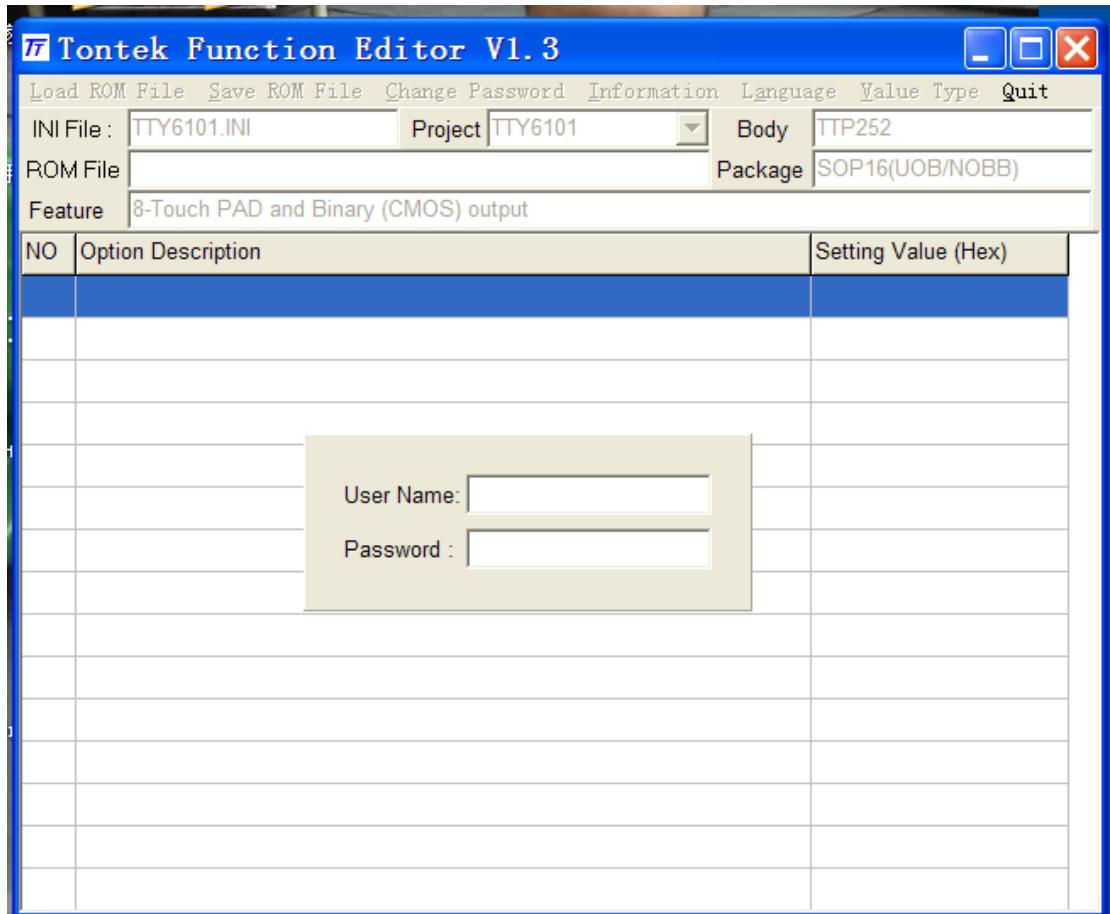 Tontek Function Editor V1.3
Load ROM File Save ROM File Change Password Information Language Value Type Quit
INI File : TTY6101.INI Project TTY6101 Body TTP252
ROM File Package SOP16(UOB/NOBB)
Feature 8-Touch PAD and Binary (CMOS) output
NO Option Description Setting Value (Hex)
User Name:
Password :